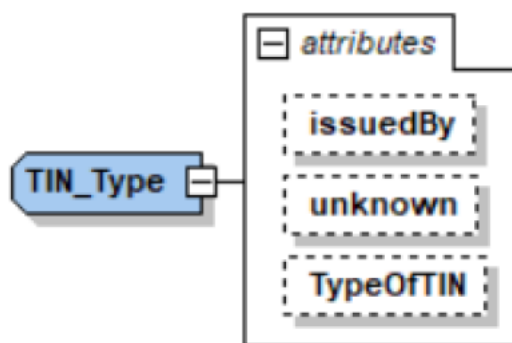 attributes
issuedBy
TIN_Type
unknown
TypeOfTIN